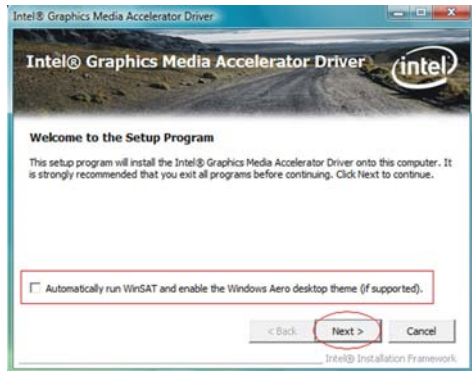 Intel® Graphics Media Accelerator Driver
Intel® Graphics Media Accelerator Driver
intel
Welcome to the Setup Program
This setup program will install the Intel® Graphics Media Accelerator Driver onto this computer. It
is strongly recommended that you exit all programs before continuing. Click Next to continue.
Automatically run WinSAT and enable the Windows Aero desktop theme (if supported).
< Back
Next >
Cancel
Intel® Installation Framework